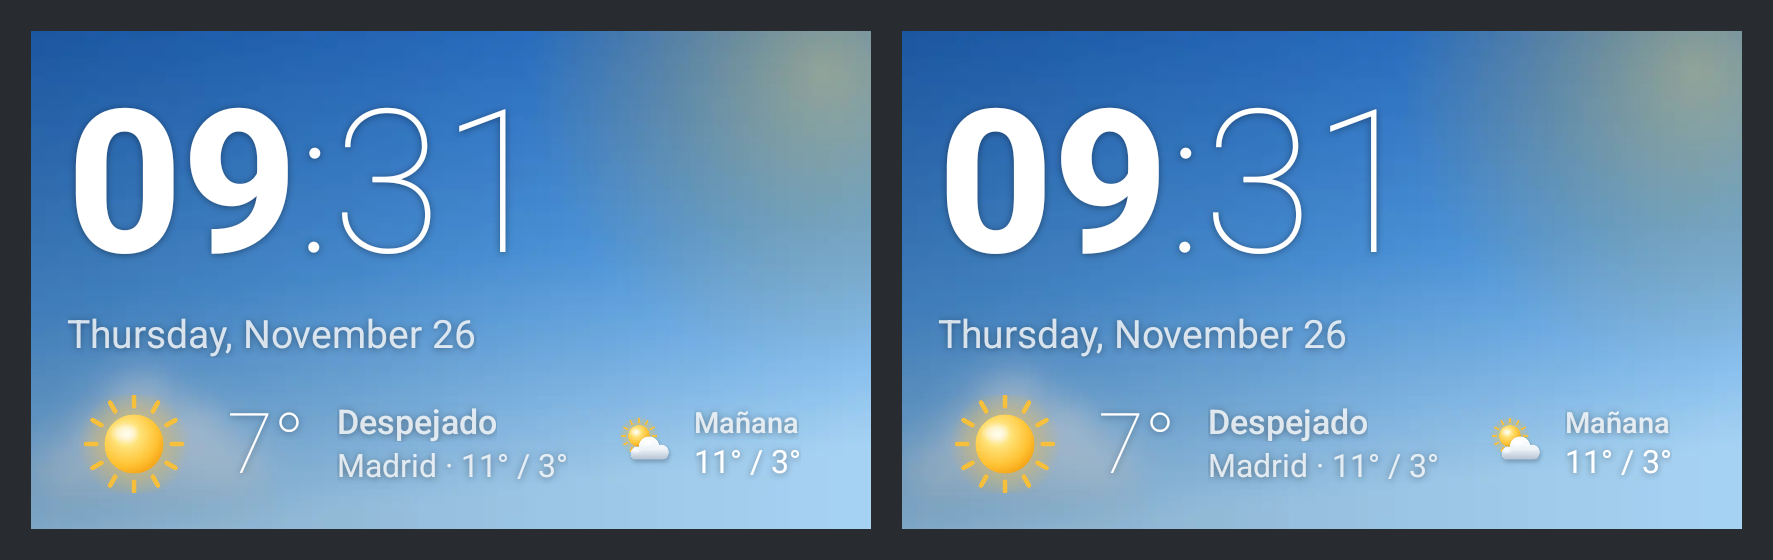 09:31
Thursday, November 26
7°
Despejado
Madrid · 11° / 3°
Mañana
11° / 3°
09:31
Thursday, November 26
7°
Despejado
Madrid · 11° / 3°
Mañana
11° / 3°